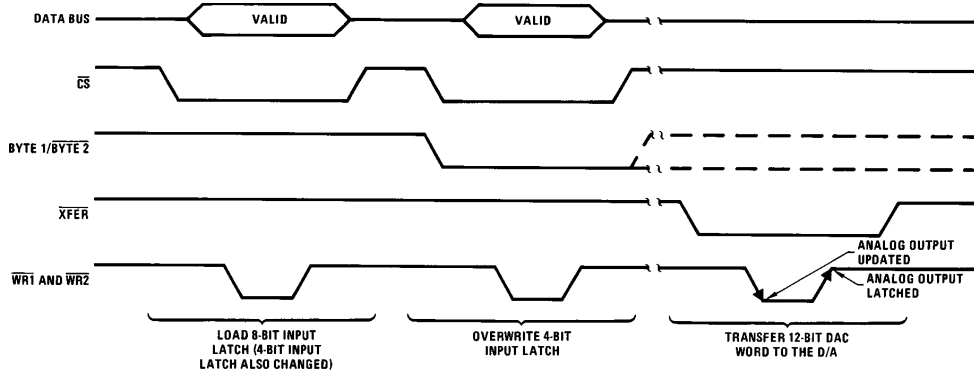 DATA BUS
VALID
VALID
CS
BYTE 1/BYTE 2
XFER
ANALOG OUTPUT
UPDATED
WR1 AND WR2
ANALOG OUTPUT
LATCHED
LOAD 8-BIT INPUT
LATCH (4-BIT INPUT
LATCH ALSO CHANGED)
OVERWRITE 4-BIT
INPUT LATCH
TRANSFER 12-BIT DAC
WORD TO THE D/A